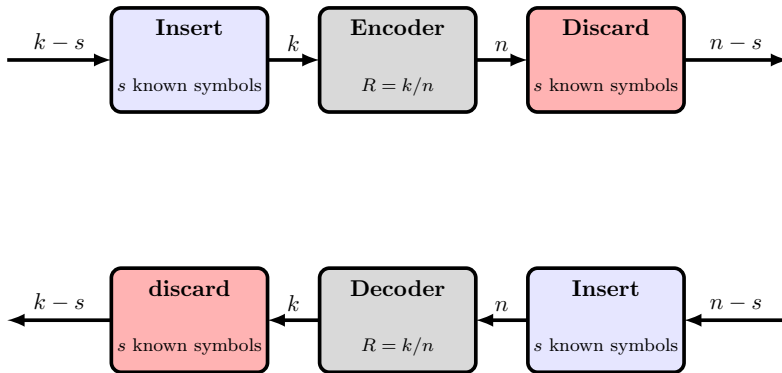 k − s
Insert
s known symbols
k
Encoder
R = k/n
n
Discard
s known symbols
n − s
k − s
discard
s known symbols
k
Decoder
R = k/n
n
Insert
s known symbols
n − s